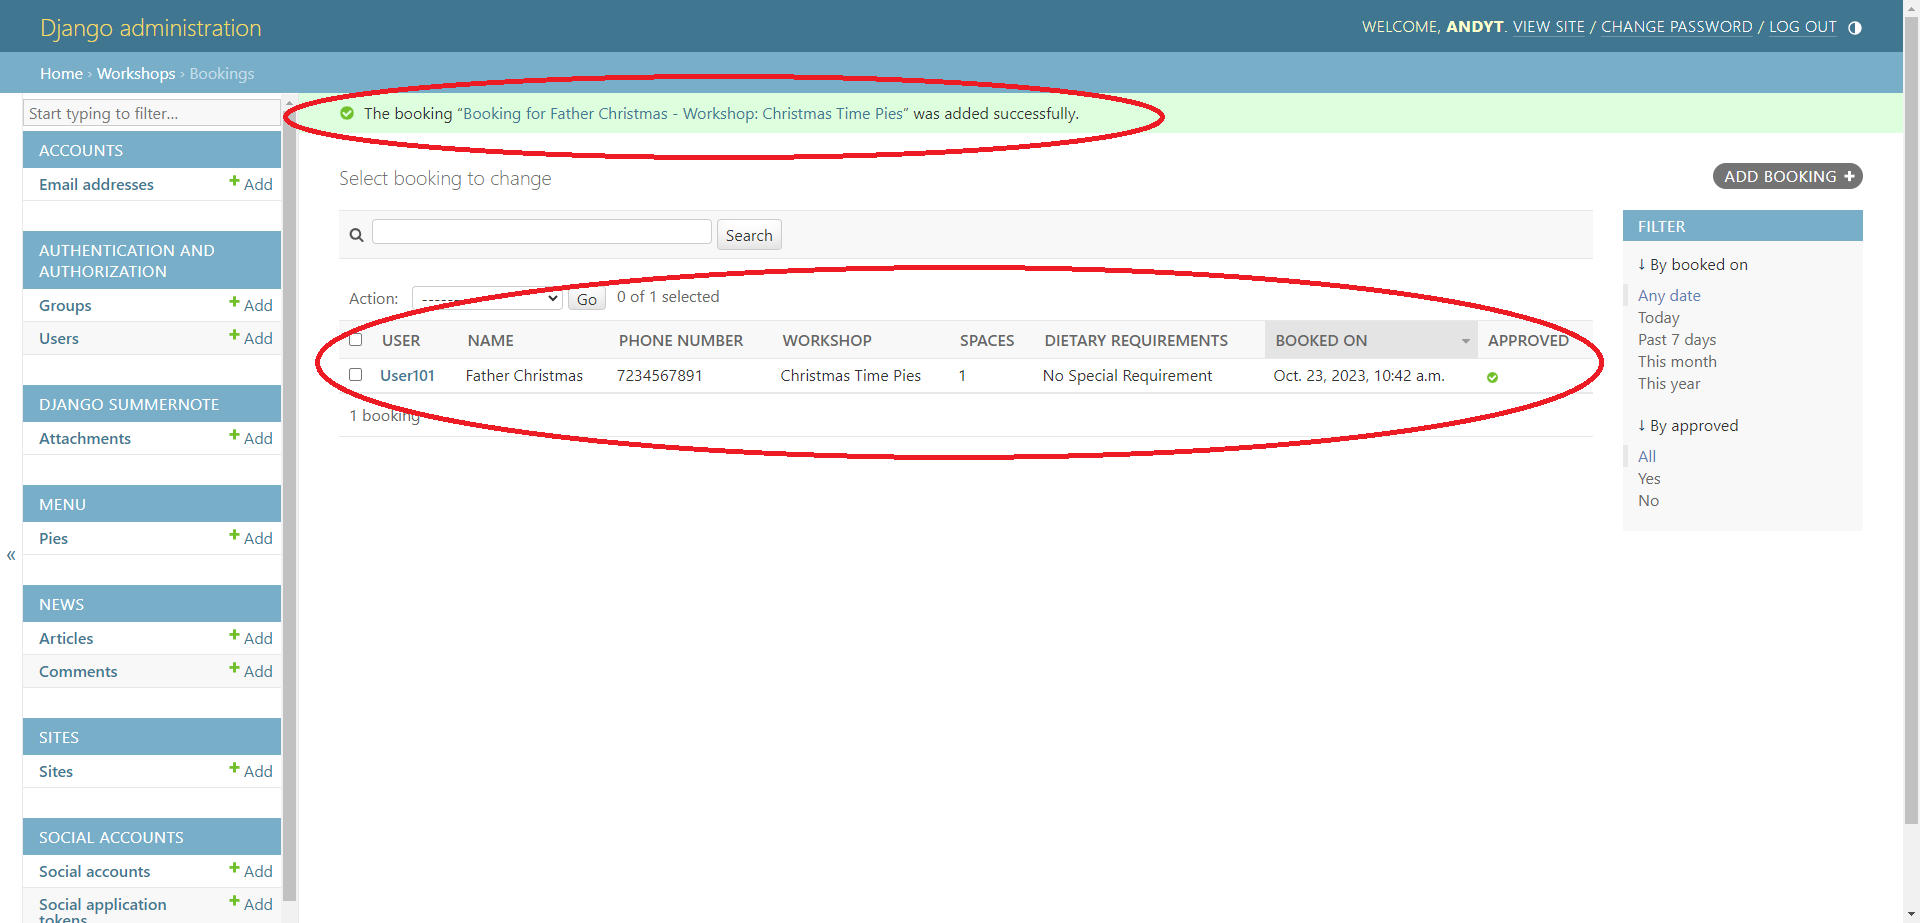 Django administration
WELCOME, ANDYT. VIEW SITE / CHANGE PASSWORD / LOG OUT
Home › Workshops › Bookings
Start typing to filter...
ACCOUNTS
Email addresses + Add
AUTHENTICATION AND
AUTHORIZATION
Groups + Add
Users + Add
DJANGO SUMMERNOTE
Attachments + Add
MENU
Pies + Add
«
NEWS
Articles + Add
Comments + Add
SITES
Sites + Add
SOCIAL ACCOUNTS
Social accounts + Add
Social application + Add
tokens
The booking “Booking for Father Christmas - Workshop: Christmas Time Pies” was added successfully.
Select booking to change
ADD BOOKING +
Search
Action: --------- Go 0 of 1 selected
USER NAME PHONE NUMBER WORKSHOP SPACES DIETARY REQUIREMENTS BOOKED ON APPROVED
User101 Father Christmas 7234567891 Christmas Time Pies 1 No Special Requirement Oct. 23, 2023, 10:42 a.m.
1 booking
FILTER
↓ By booked on
Any date
Today
Past 7 days
This month
This year
↓ By approved
All
Yes
No